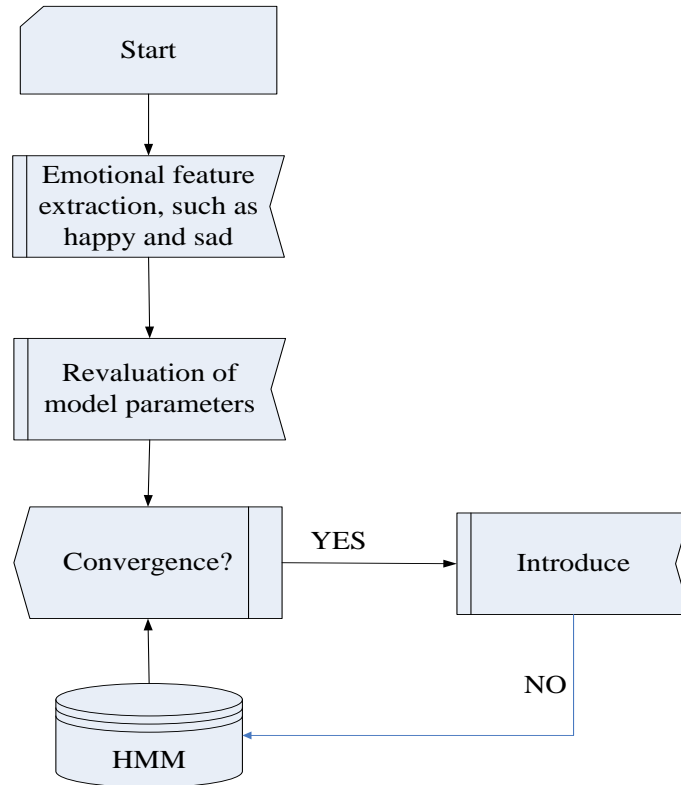 Start
Emotional feature
extraction, such as
happy and sad
Revaluation of
model parameters
Convergence?
YES
Introduce
NO
HMM